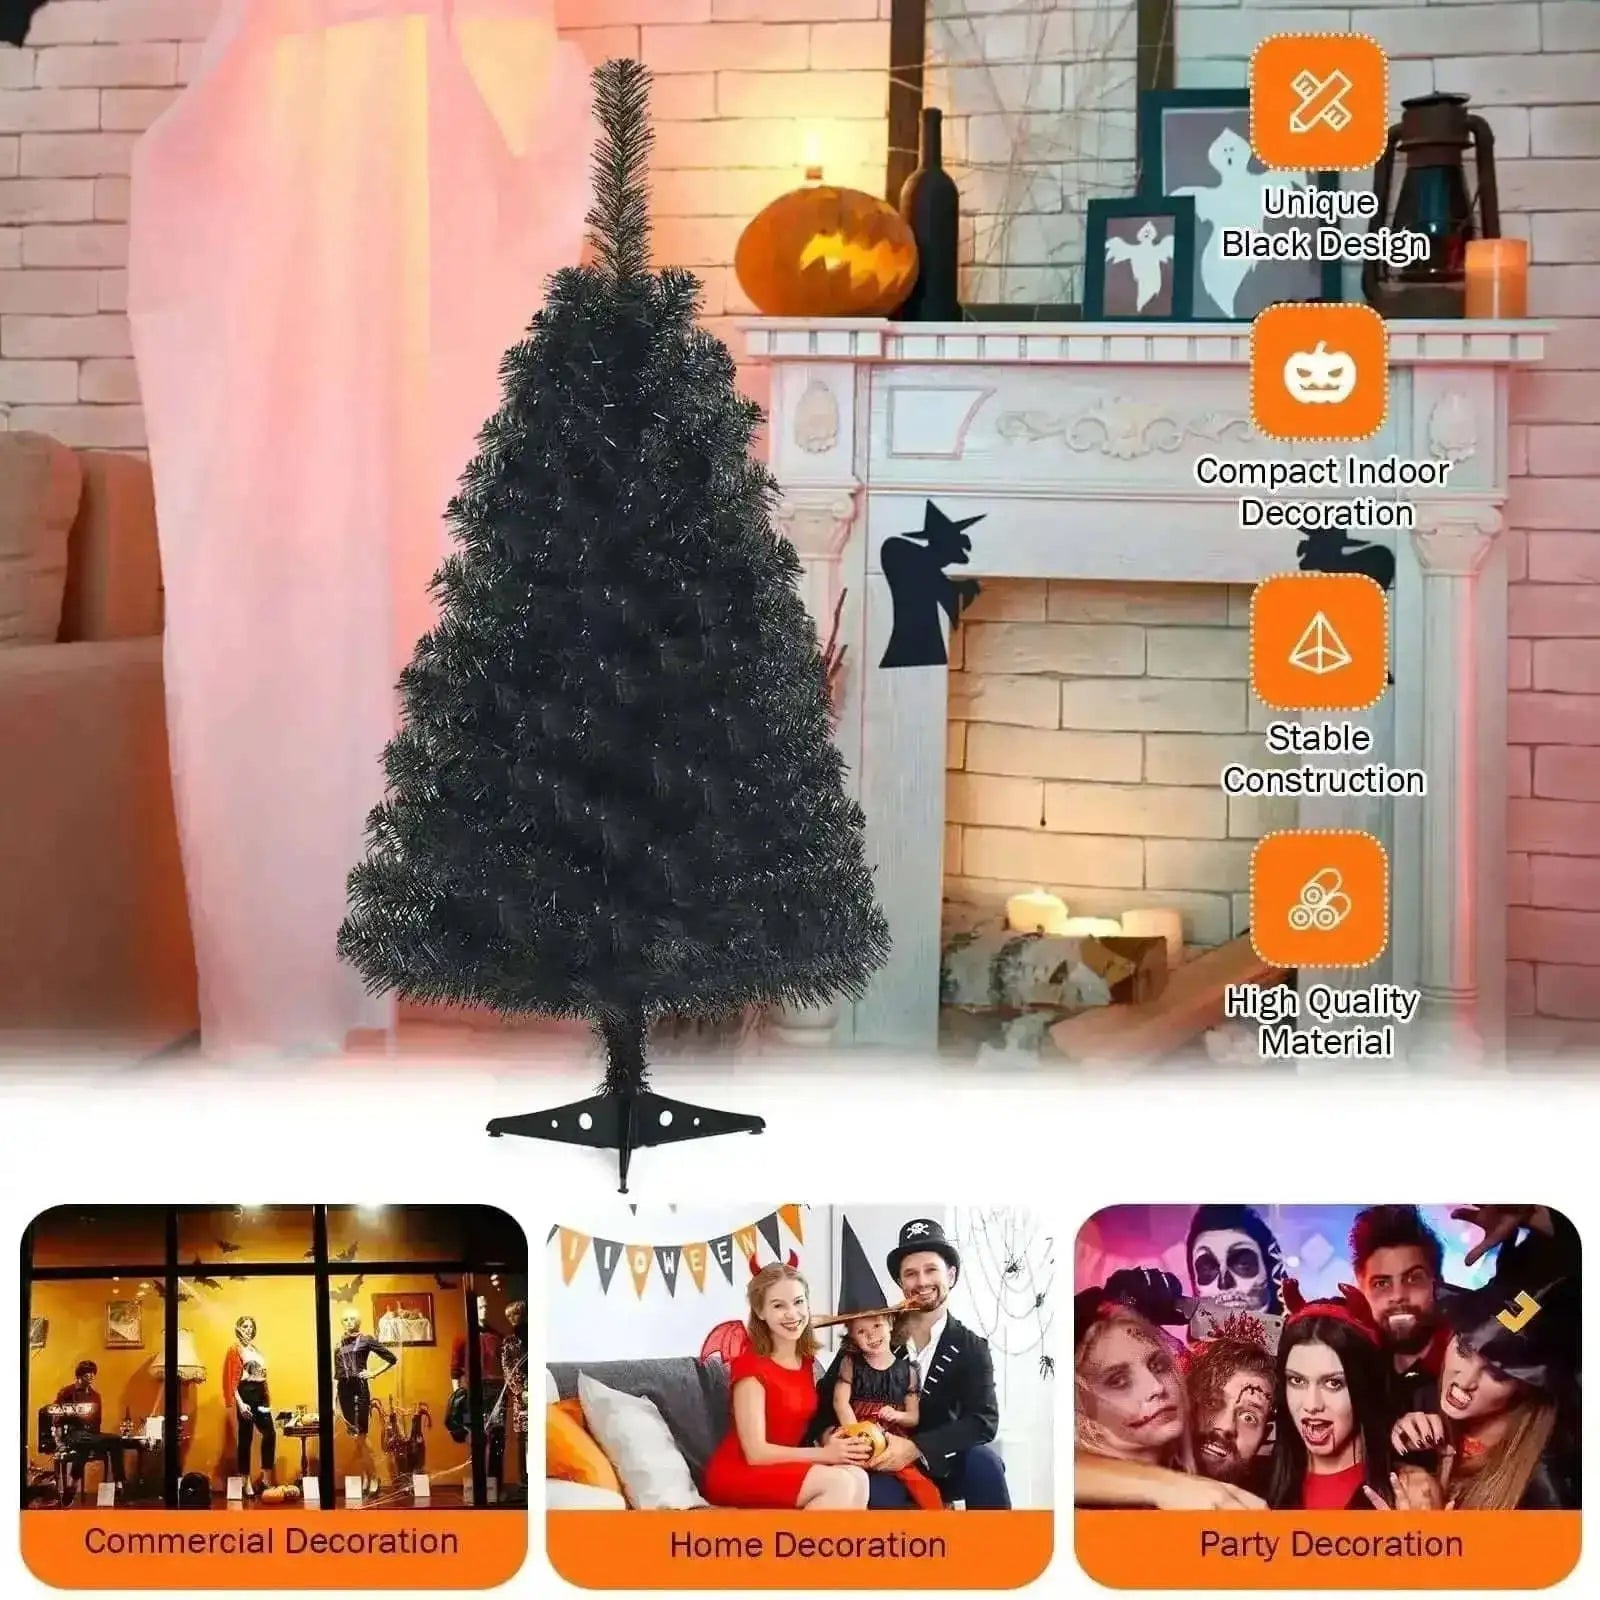 Unique
Black Design
Compact Indoor
Decoration
Stable
Construction
High Quality
Material
Commercial Decoration
Home Decoration
Party Decoration